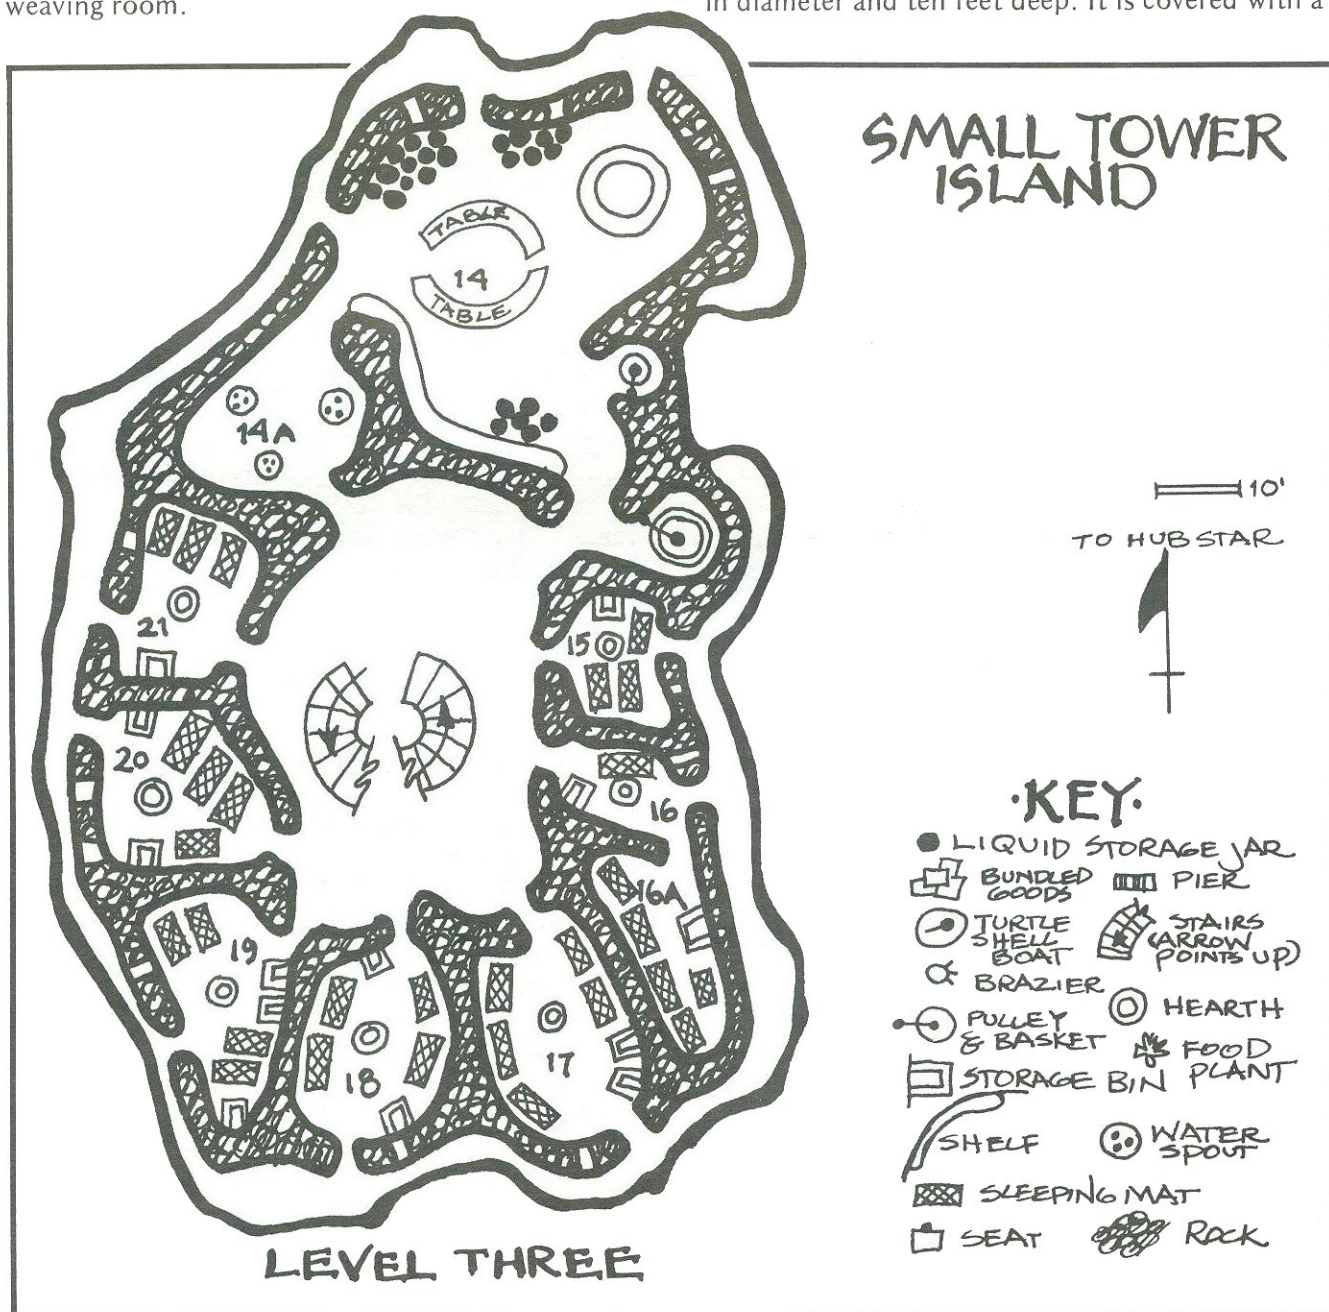 weaving room.
in diameter and ten feet deep. It is covered with a
SMALL TOWER
ISLAND
TABLE
14
TABLE
14A
10'
TO HUB STAR
21
15
20
16
16A
19
18
17
·KEY·
LIQUID STORAGE JAR
BUNDLED
GOODS
PIER
TURTLE
SHELL
BOAT
STAIRS
(ARROW
POINTS UP)
BRAZIER
HEARTH
PULLEY
& BASKET
FOOD
PLANT
STORAGE BIN
SHELF
WATER
SPOUT
SLEEPING MAT
SEAT
ROCK
LEVEL THREE